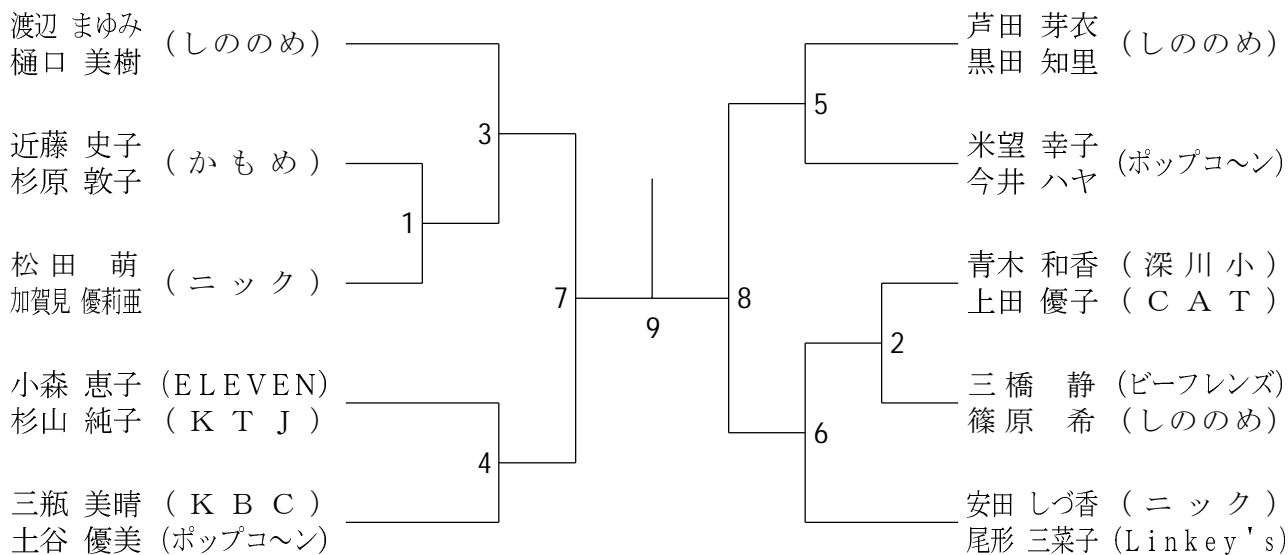 渡辺 まゆみ (しののめ)
樋口 美樹
近藤 史子 (かもめ)
杉原 敦子
松田 萌 (ニック)
加賀見 優莉亜
小森 恵子 (ELEVEN)
杉山 純子 (KTJ)
三瓶 美晴 (KBC)
土谷 優美 (ポップコ〜ン)
3
1
7
4
9
芦田 芽衣 (しののめ)
黒田 知里
米望 幸子 (ポップコ〜ン)
今井 ハヤ
青木 和香 (深川小)
上田 優子 (CAT)
三橋 静 (ビーフレンズ)
篠原 希 (しののめ)
安田 しづ香 (ニック)
尾形 三菜子 (Linkey's)
5
8
2
6